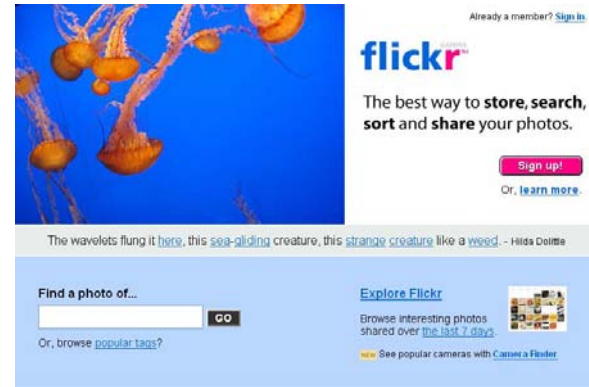 Already a member? Sign in.
flickr
GAMMA
TM
The best way to store, search,
sort and share your photos.
Sign up!
Or, learn more.
The wavelets flung it here, this sea-gliding creature, this strange creature like a weed. - Hilda Dolittle
Find a photo of...
GO
Or, browse popular tags?
Explore Flickr
Browse interesting photos
shared over the last 7 days.
NEW See popular cameras with Camera Finder